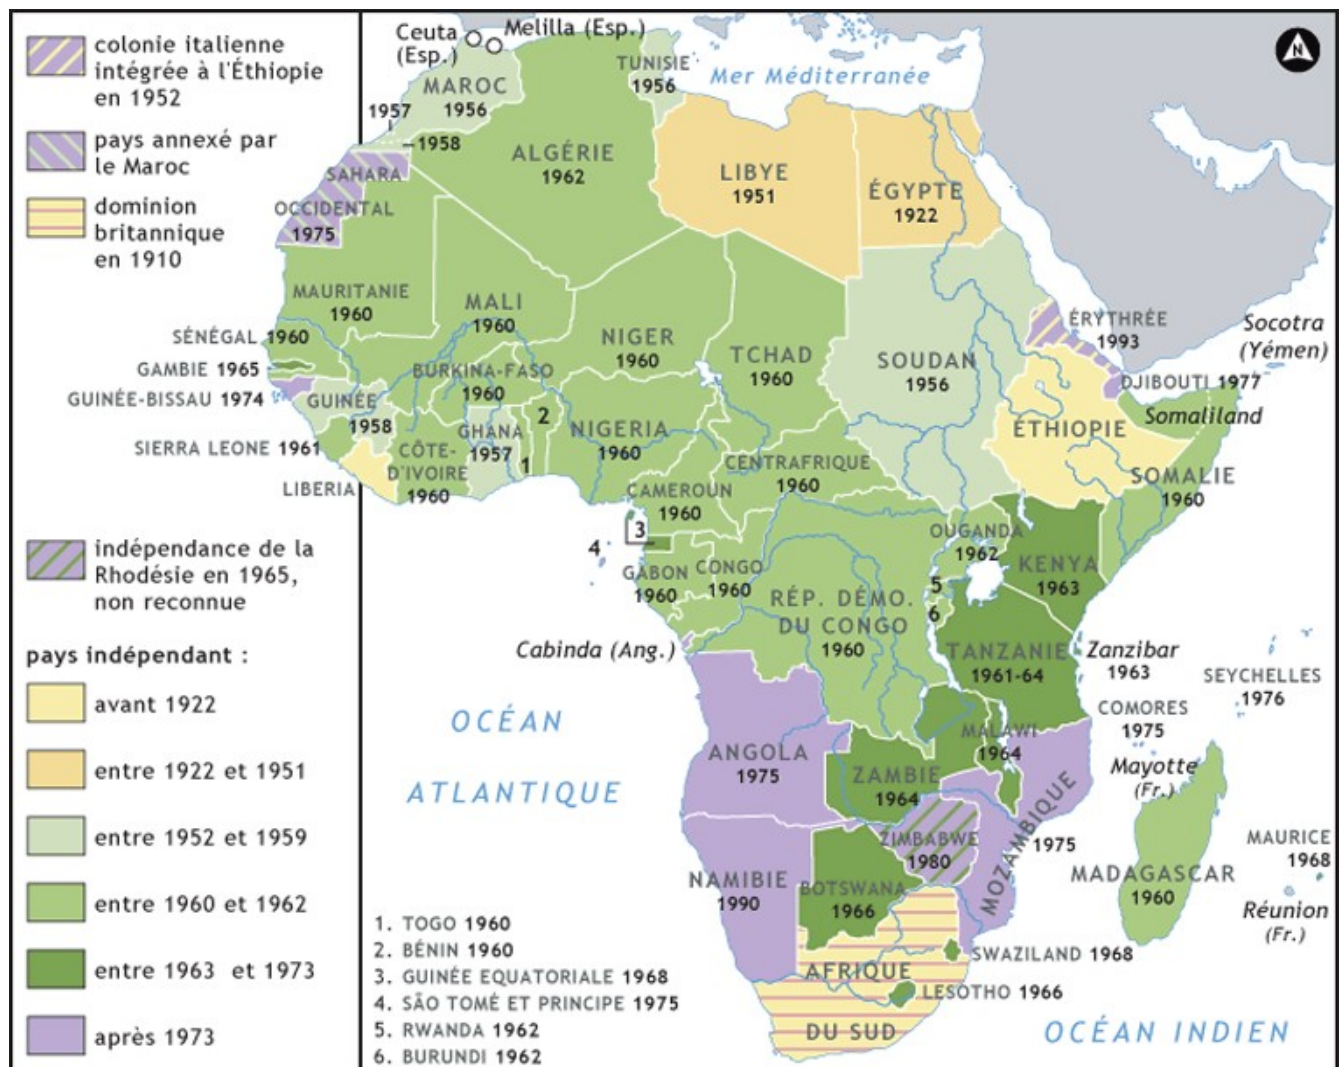 colonie italienne
intégrée à l'Éthiopie
en 1952
pays annexé par
le Maroc
dominion
britannique
en 1910
indépendance de la
Rhodésie en 1965,
non reconnue
pays indépendant :
avant 1922
entre 1922 et 1951
entre 1952 et 1959
entre 1960 et 1962
entre 1963 et 1973
après 1973
Ceuta
(Esp.)
Melilla (Esp.)
N
TUNISIE
1956
Mer Méditerranée
MAROC
1956
1957
1958
ALGÉRIE
1962
LIBYE
1951
ÉGYPTE
1922
SAHARA
OCCIDENTAL
1975
MAURITANIE
1960
MALI
1960
NIGER
1960
TCHAD
1960
SOUDAN
1956
ÉRYTHRÉE
1993
Socotra
(Yémen)
SÉNÉGAL 1960
GAMBIE 1965
GUINÉE-BISSAU 1974
GUINÉE
1958
BURKINA-FASO
1960
DJIBOUTI 1977
Somaliland
SIERRA LEONE 1961
LIBERIA
CÔTE-
D'IVOIRE
1960
GHANA
1957
1
2
NIGERIA
1960
CENTRAFRIQUE
1960
ÉTHIOPIE
SOMALIE
1960
CAMEROUN
1960
3
4
GABON
1960
CONGO
1960
RÉP. DÉMO.
DU CONGO
1960
OUGANDA
1962
KENYA
1963
5
6
Cabinda (Ang.)
TANZANIE
1961-64
Zanzibar
1963
SEYCHELLES
1976
COMORES
1975
Mayotte
(Fr.)
OCÉAN
ATLANTIQUE
ANGOLA
1975
ZAMBIE
1964
MALAWI
1964
MOZAMBIQUE
1975
ZIMBABWE
1980
NAMIBIE
1990
BOTSWANA
1966
MADAGASCAR
1960
MAURICE
1968
Réunion
(Fr.)
SWAZILAND 1968
LESOTHO 1966
AFRIQUE
DU SUD
OCÉAN INDIEN
1. TOGO 1960
2. BÉNIN 1960
3. GUINÉE EQUATORIALE 1968
4. SÂO TOMÉ ET PRINCIPE 1975
5. RWANDA 1962
6. BURUNDI 1962